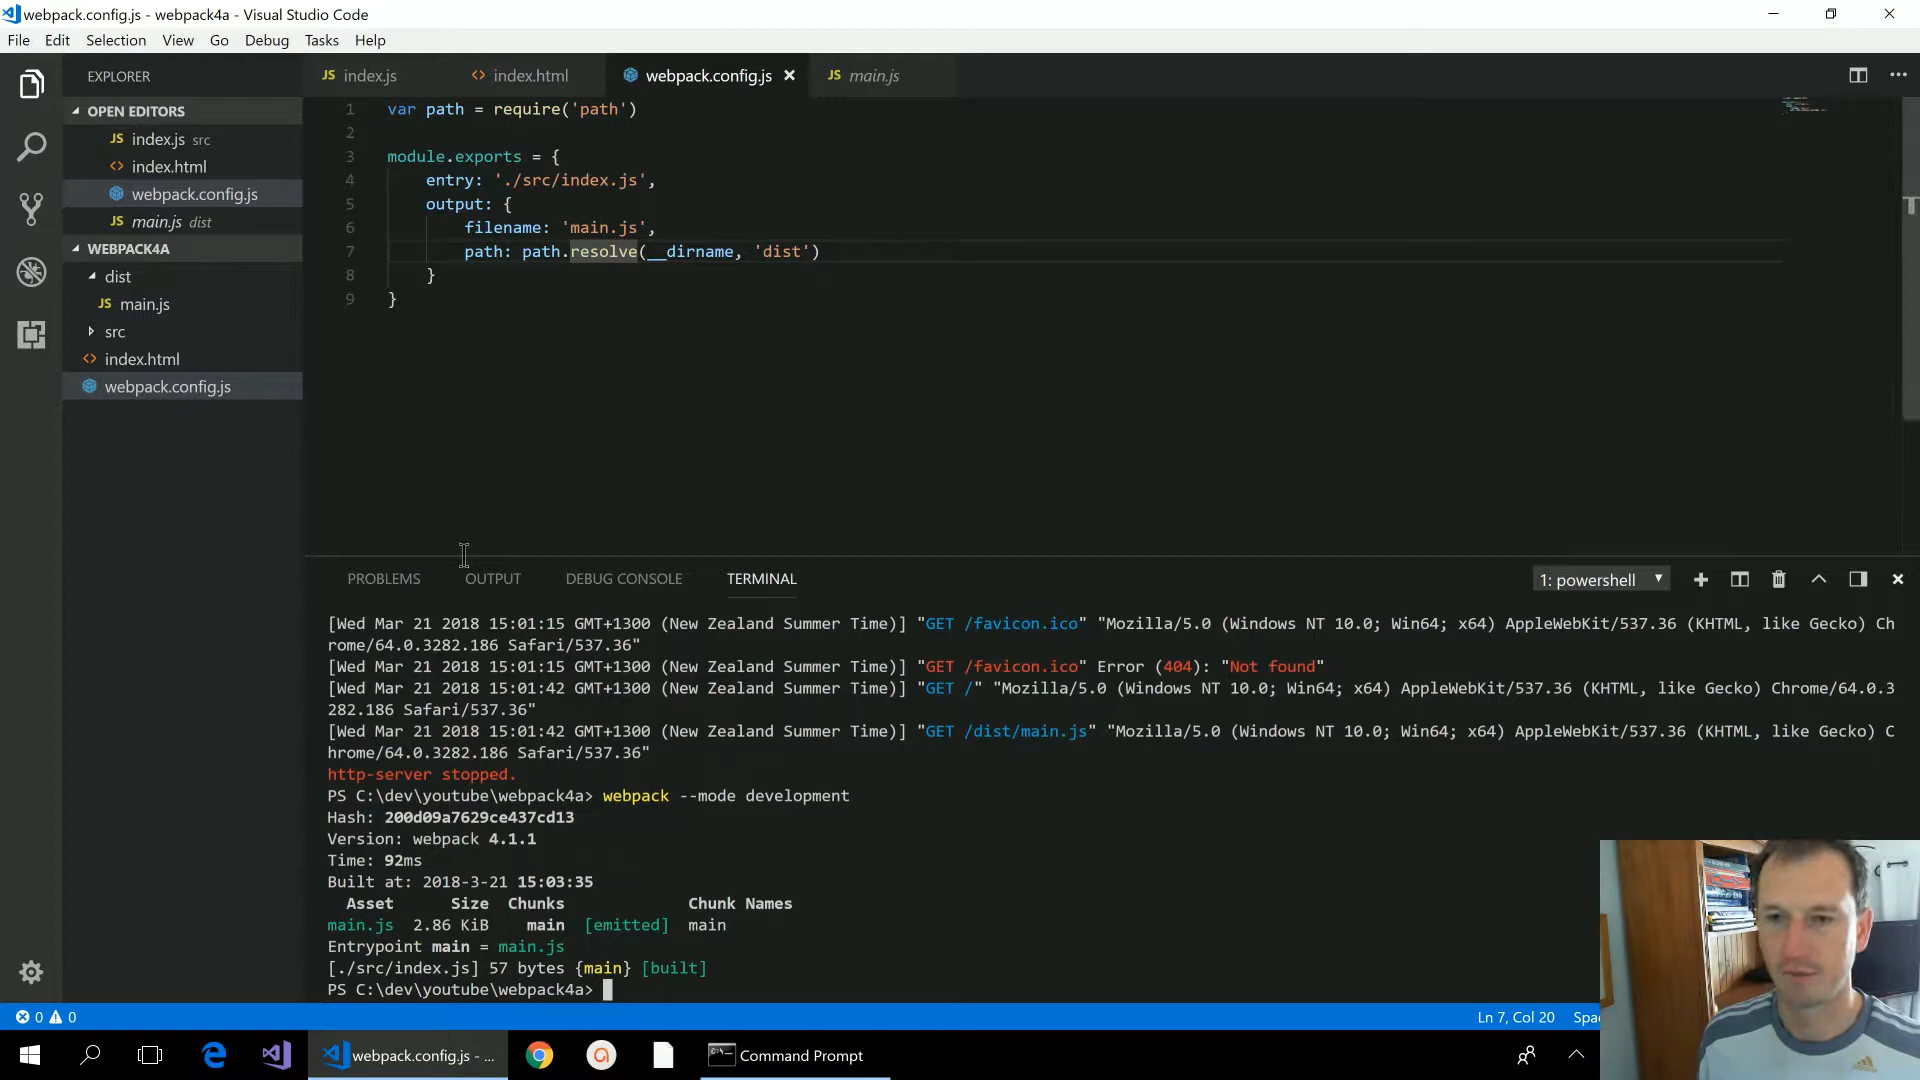 webpack.config.js - webpack4a - Visual Studio Code
File Edit Selection View Go Debug Tasks Help
EXPLORER
OPEN EDITORS
JS index.js src
<> index.html
webpack.config.js
JS main.js dist
WEBPACK4A
dist
JS main.js
src
<> index.html
webpack.config.js
JS index.js <> index.html webpack.config.js JS main.js
1 var path = require('path')
2
3 module.exports = {
4 entry: './src/index.js',
5 output: {
6 filename: 'main.js',
7 path: path.resolve(__dirname, 'dist')
8 }
9 }
PROBLEMS OUTPUT DEBUG CONSOLE TERMINAL 1: powershell
[Wed Mar 21 2018 15:01:15 GMT+1300 (New Zealand Summer Time)] "GET /favicon.ico" "Mozilla/5.0 (Windows NT 10.0; Win64; x64) AppleWebKit/537.36 (KHTML, like Gecko) Ch
rome/64.0.3282.186 Safari/537.36"
[Wed Mar 21 2018 15:01:15 GMT+1300 (New Zealand Summer Time)] "GET /favicon.ico" Error (404): "Not found"
[Wed Mar 21 2018 15:01:42 GMT+1300 (New Zealand Summer Time)] "GET /" "Mozilla/5.0 (Windows NT 10.0; Win64; x64) AppleWebKit/537.36 (KHTML, like Gecko) Chrome/64.0.3
282.186 Safari/537.36"
[Wed Mar 21 2018 15:01:42 GMT+1300 (New Zealand Summer Time)] "GET /dist/main.js" "Mozilla/5.0 (Windows NT 10.0; Win64; x64) AppleWebKit/537.36 (KHTML, like Gecko) C
hrome/64.0.3282.186 Safari/537.36"
http-server stopped.
PS C:\dev\youtube\webpack4a> webpack --mode development
Hash: 200d09a7629ce437cd13
Version: webpack 4.1.1
Time: 92ms
Built at: 2018-3-21 15:03:35
Asset Size Chunks Chunk Names
main.js 2.86 KiB main [emitted] main
Entrypoint main = main.js
[./src/index.js] 57 bytes {main} [built]
PS C:\dev\youtube\webpack4a>
0 0 Ln 7, Col 20 Spa
webpack.config.js - ... Command Prompt